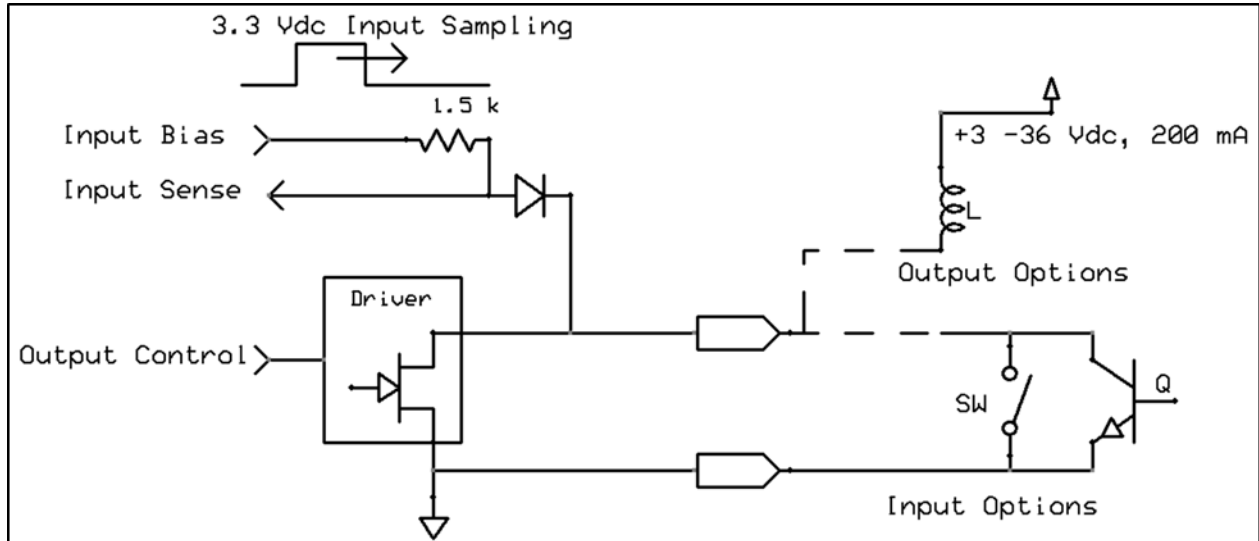 3.3 Vdc Input Sampling
1.5 k
Input Bias
Input Sense
+3 -36 Vdc, 200 mA
L
Output Options
Driver
Output Control
SW
Q
Input Options